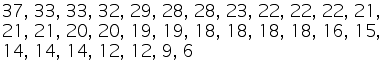 37, 33, 33, 32, 29, 28, 28, 23, 22, 22, 22, 21,
21, 21, 20, 20, 19, 19, 18, 18, 18, 18, 16, 15,
14, 14, 14, 12, 12, 9, 6